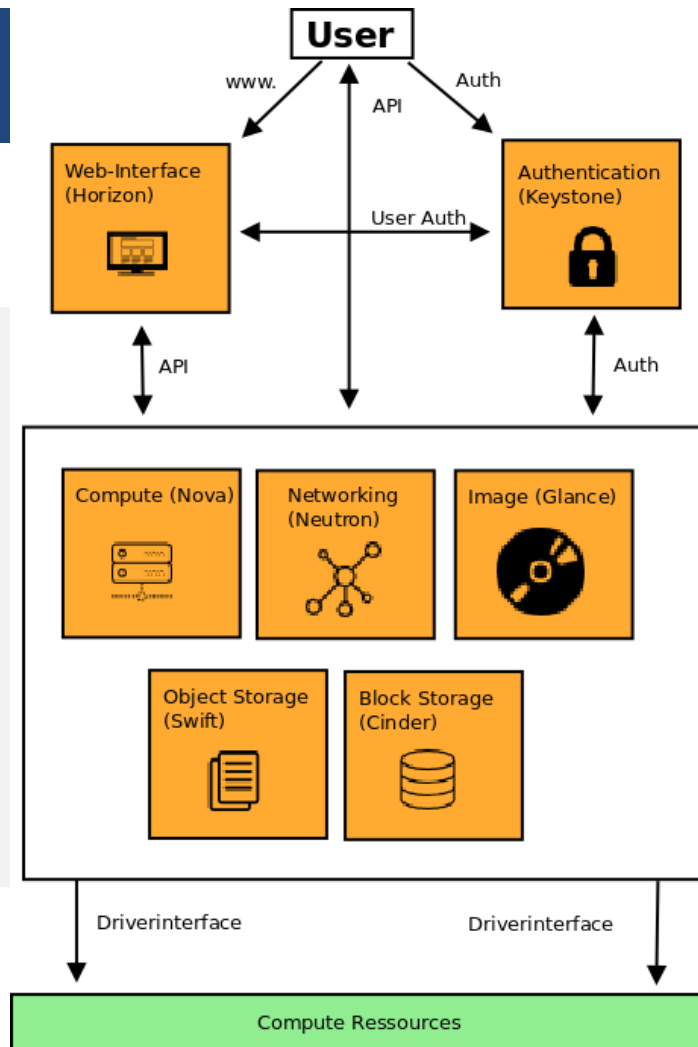 User
www.
API
Auth
Web-Interface
(Horizon)
User Auth
Authentication
(Keystone)
API
Auth
Compute (Nova)
Networking
(Neutron)
Image (Glance)
Object Storage
(Swift)
Block Storage
(Cinder)
Driverinterface
Driverinterface
Compute Ressources